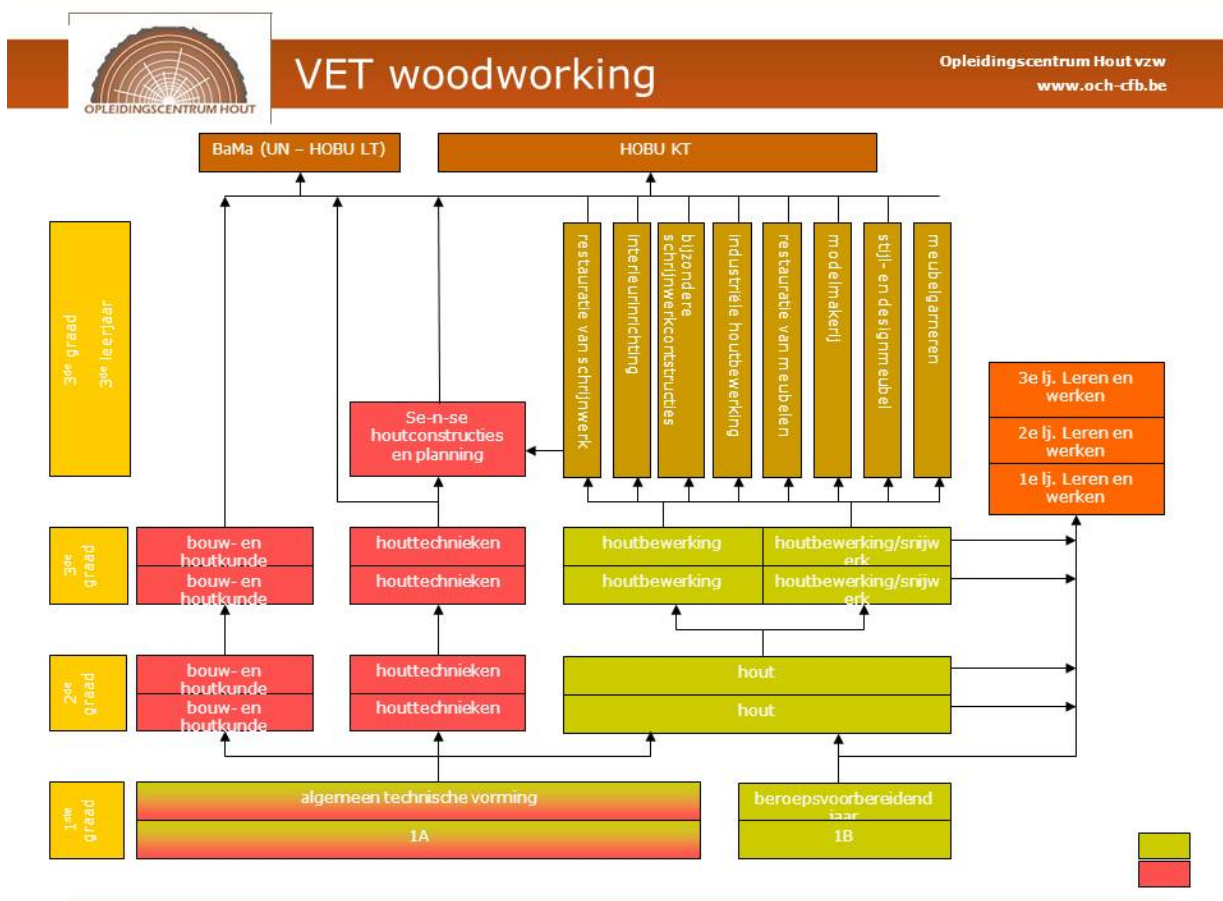 OPLEIDINGSCENTRUM HOUT
VET woodworking
Opleidingscentrum Hout vzw
www.och-cfb.be
BaMa (UN – HOBU LT)
HOBU KT
3de graad
3de leerjaar
restauratie van schrijnwerk
interieurinrichting
bijzondere
schrijnwerkcontstructies
industriële houtbewerking
restauratie van meubelen
modelmakerij
stijl- en designmeubel
meubelgarneren
Se-n-se
houtconstructies
en planning
3e lj. Leren en
werken
2e lj. Leren en
werken
1e lj. Leren en
werken
3de
graad
bouw- en
houtkunde
bouw- en
houtkunde
houttechnieken
houttechnieken
houtbewerking
houtbewerking/snijw
erk
houtbewerking
houtbewerking/snijw
erk
2de
graad
bouw- en
houtkunde
bouw- en
houtkunde
houttechnieken
houttechnieken
hout
hout
1ste
graad
algemeen technische vorming
1A
beroepsvoorbereidend
jaar
1B